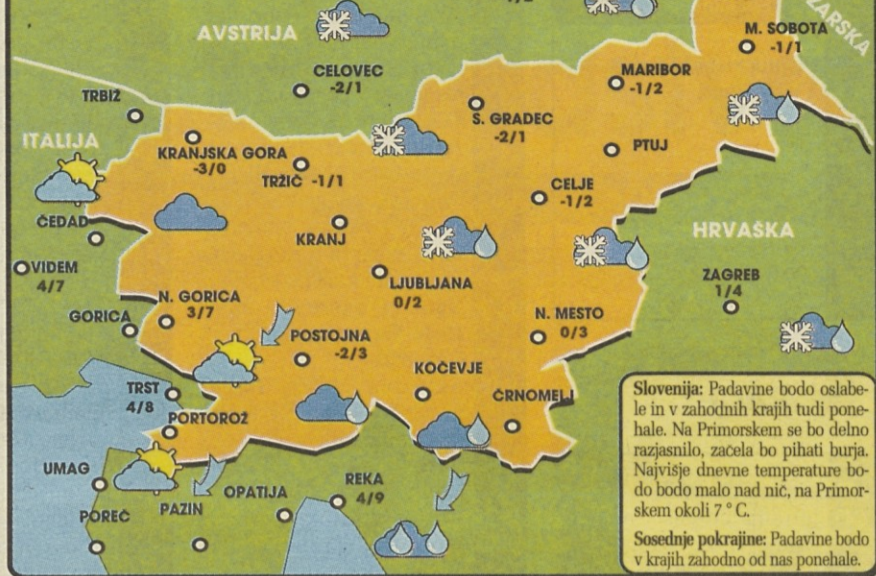 AVSTRIJA
M. SOBOTA
-1/1
CELOVEC
-2/1
MARIBOR
-1/2
TRBIŽ
S. GRADEC
-2/1
ITALIJA
KRANJSKA GORA
-3/0
TRŽIČ -1/1
PTUJ
CELJE
-1/2
ČEDAD
KRANJ
HRVAŠKA
VIDEM
4/7
LJUBLJANA
0/2
ZAGREB
1/4
N. GORICA
3/7
GORICA
N. MESTO
0/3
POSTOJNA
-2/3
KOČEVJE
TRST
4/8
ČRNOMELJ
PORTOROŽ
UMAG
OPATIJA
REKA
4/9
POREČ
PAZIN
Slovenija: Padavine bodo oslabe-
le in v zahodnih krajih tudi pone-
hale. Na Primorskem se bo delno
razjasnilo, začela bo pihati burja.
Najvišje dnevne temperature bo-
do bodo malo nad nič, na Primor-
skem okoli 7 °C.
Sosednje pokrajine: Padavine bodo
v krajih zahodno od nas ponehale.